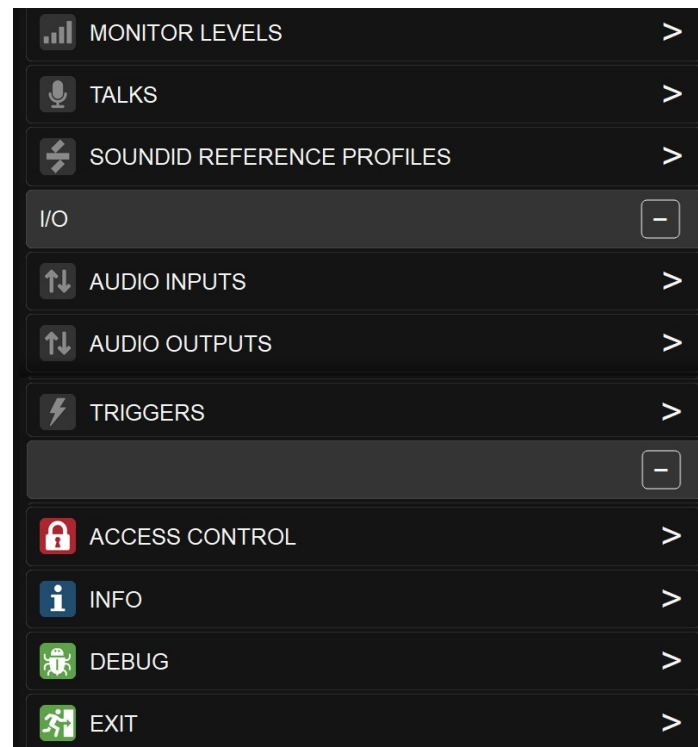 MONITOR LEVELS >
TALKS >
SOUNDID REFERENCE PROFILES >
I/O −
AUDIO INPUTS >
AUDIO OUTPUTS >
TRIGGERS >
−
ACCESS CONTROL >
INFO >
DEBUG >
EXIT >